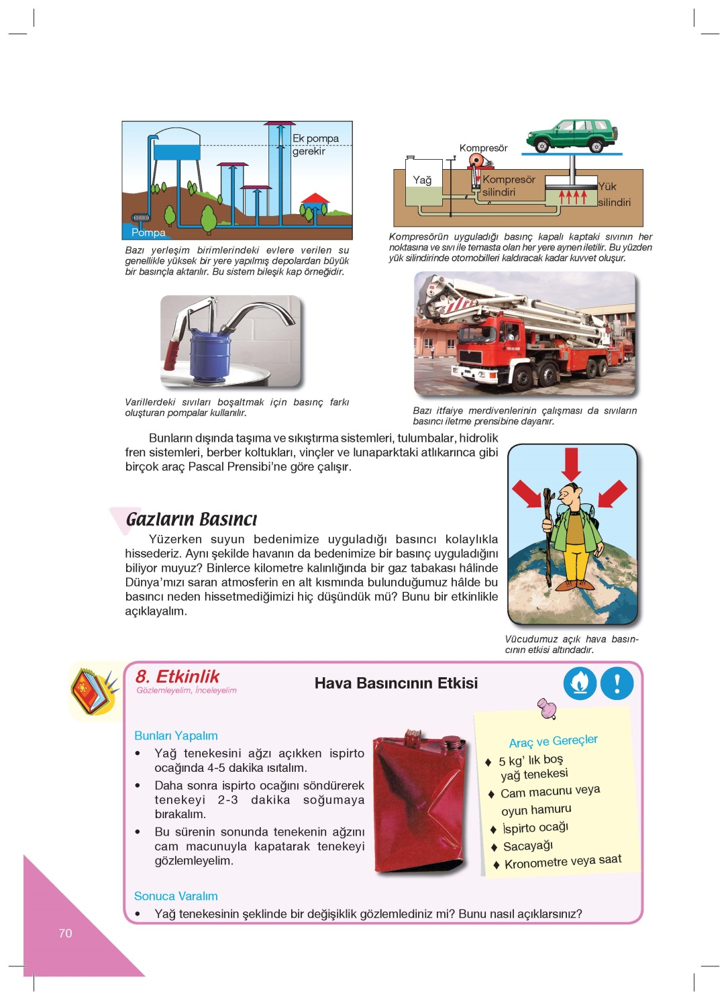 Ek pompa
gerekir
Pompa
Bazı yerleşim birimlerindeki evlere verilen su
genellikle yüksek bir yere yapılmış depolardan büyük
bir basınçla aktarılır. Bu sistem bileşik kap örneğidir.
Kompresör
Yağ
Kompresör
silindiri
Yük
silindiri
Kompresörün uyguladığı basınç kapalı kaptaki sıvının her
noktasına ve sıvı ile temasta olan her yere aynen iletilir. Bu yüzden
yük silindirinde otomobilleri kaldıracak kadar kuvvet oluşur.
Varillerdeki sıvıları boşaltmak için basınç farkı
oluşturan pompalar kullanılır.
Bazı itfaiye merdivenlerinin çalışması da sıvıların
basıncı iletme prensibine dayanır.
Bunların dışında taşıma ve sıkıştırma sistemleri, tulumbalar, hidrolik
fren sistemleri, berber koltukları, vinçler ve lunaparktaki atlıkarınca gibi
birçok araç Pascal Prensibi’ne göre çalışır.
Gazların Basıncı
Yüzerken suyun bedenimize uyguladığı basıncı kolaylıkla
hissederiz. Aynı şekilde havanın da bedenimize bir basınç uyguladığını
biliyor muyuz? Binlerce kilometre kalınlığında bir gaz tabakası hâlinde
Dünya’mızı saran atmosferin en alt kısmında bulunduğumuz hâlde bu
basıncı neden hissetmediğimizi hiç düşündük mü? Bunu bir etkinlikle
açıklayalım.
Vücudumuz açık hava basın-
cının etkisi altındadır.
8. Etkinlik
Gözlemleyelim, İnceleyelim
Hava Basıncının Etkisi
!
Bunları Yapalım
• Yağ tenekesini ağzı açıkken ispirto
ocağında 4-5 dakika ısıtalım.
• Daha sonra ispirto ocağını söndürerek
tenekeyi 2-3 dakika soğumaya
bırakalım.
• Bu sürenin sonunda tenekenin ağzını
cam macunuyla kapatarak tenekeyi
gözlemleyelim.
Araç ve Gereçler
♦ 5 kg’ lık boş
yağ tenekesi
♦ Cam macunu veya
oyun hamuru
♦ İspirto ocağı
♦ Sacayağı
♦ Kronometre veya saat
Sonuca Varalım
• Yağ tenekesinin şeklinde bir değişiklik gözlemlediniz mi? Bunu nasıl açıklarsınız?
70